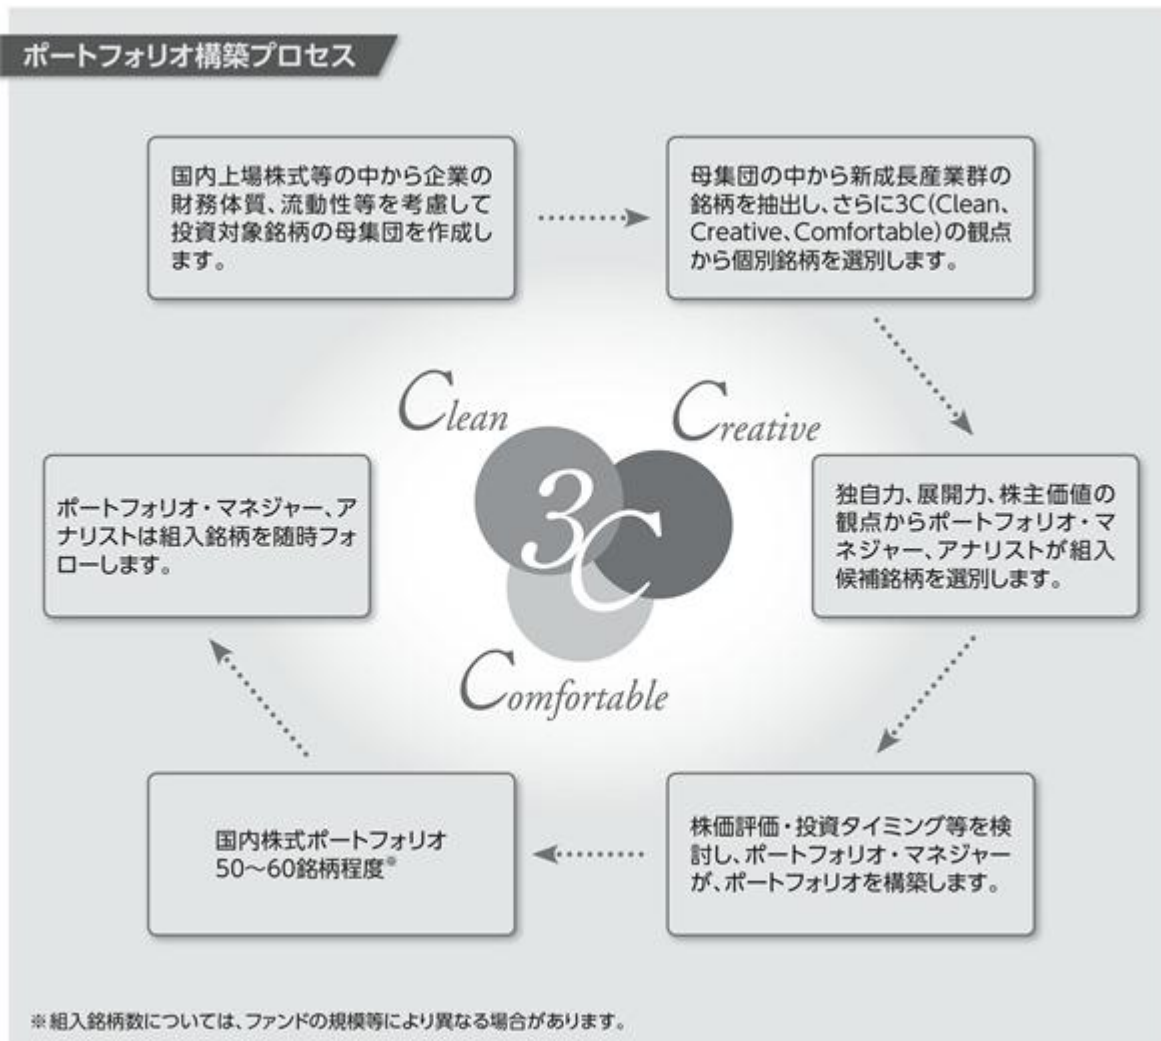 ポートフォリオ構築プロセス
国内上場株式等の中から企業の
財務体質、流動性等を考慮して
投資対象銘柄の母集団を作成し
ます。
母集団の中から新成長産業群の
銘柄を抽出し、さらに3C(Clean、
Creative、Comfortable)の観点
から個別銘柄を選別します。
Clean
Creative
3C
Comfortable
ポートフォリオ・マネジャー、ア
ナリストは組入銘柄を随時フォ
ローします。
独自力、展開力、株主価値の
観点からポートフォリオ・マ
ネジャー、アナリストが組入
候補銘柄を選別します。
国内株式ポートフォリオ
50～60銘柄程度※
株価評価・投資タイミング等を検
討し、ポートフォリオ・マネジャー
が、ポートフォリオを構築します。
※組入銘柄数については、ファンドの規模等により異なる場合があります。